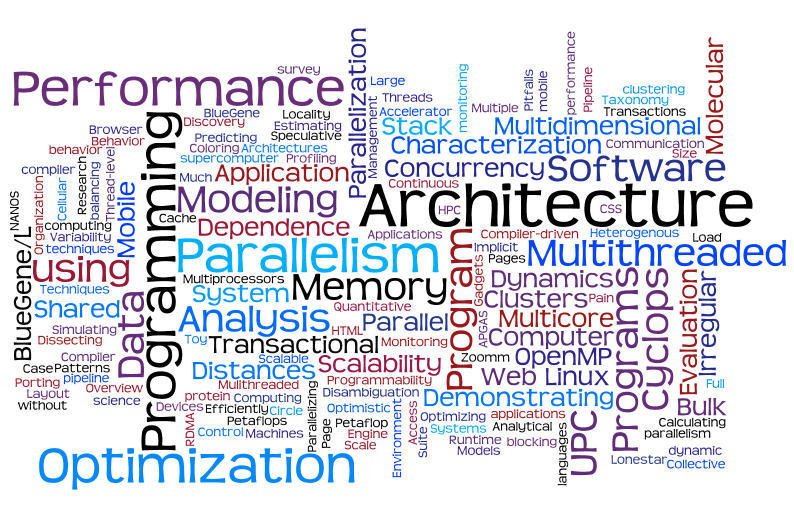 survey
Performance
Parallelization
Large
Threads
Management
monitoring
Multiple
Pitfalls
mobile
performance
Pipeline
clustering
Taxonomy
Transactions
Molecular
BlueGene
Discovery
Locality
Estimating
Speculative
Accelerator
Stack
Multidimensional
Browser
Behavior
behavior
Predicting
Coloring
Architectures
supercomputer
Profiling
Characterization
Communication
Size
compiler
Research
balancing
Thread-level
Programming
Much
Application
Concurrency
Software
NANOS
Organization
Cellular
Mobile
Modeling
Continuous
Architecture
HPC
CSS
computing
Variability
techniques
Cache
Dependence
Applications
Compiler-driven
Heterogenous
Load
BlueGene/L
using
Parallelism
Program
Implicit
Pages
Multithreaded
Techniques
Multiprocessors
Memory
Gadgets
Dynamics
Shared
Data
System
Quantitative
Clusters
Pain
Programs
Cyclops
Evaluation
Irregular
Simulating
Dissecting
Analysis
HTML
Parallel
APGAS
Multicore
Toy
Transactional
Monitoring
Computer
Compiler
Case
Patterns
Scalable
Scalability
Zoomm
OpenMP
Porting
pipeline
Distances
Programmability
Web
Linux
Full
Layout
Overview
Mulithreaded
protein
Computing
Disambiguation
Demonstrating
without
science
Devices
Efficiently
Circle
Parallelizing
Optimistic
Environment
Access
Optimizing
applications
Bulk
RDMA
Petaflops
Page
Petaflop
Suite
Systems
Analytical
UPC
Calculating
parallelism
Control
Machines
Engine
Scale
Runtime
Models
blocking
languages
dynamic
Lonestar
Collective
Optimization